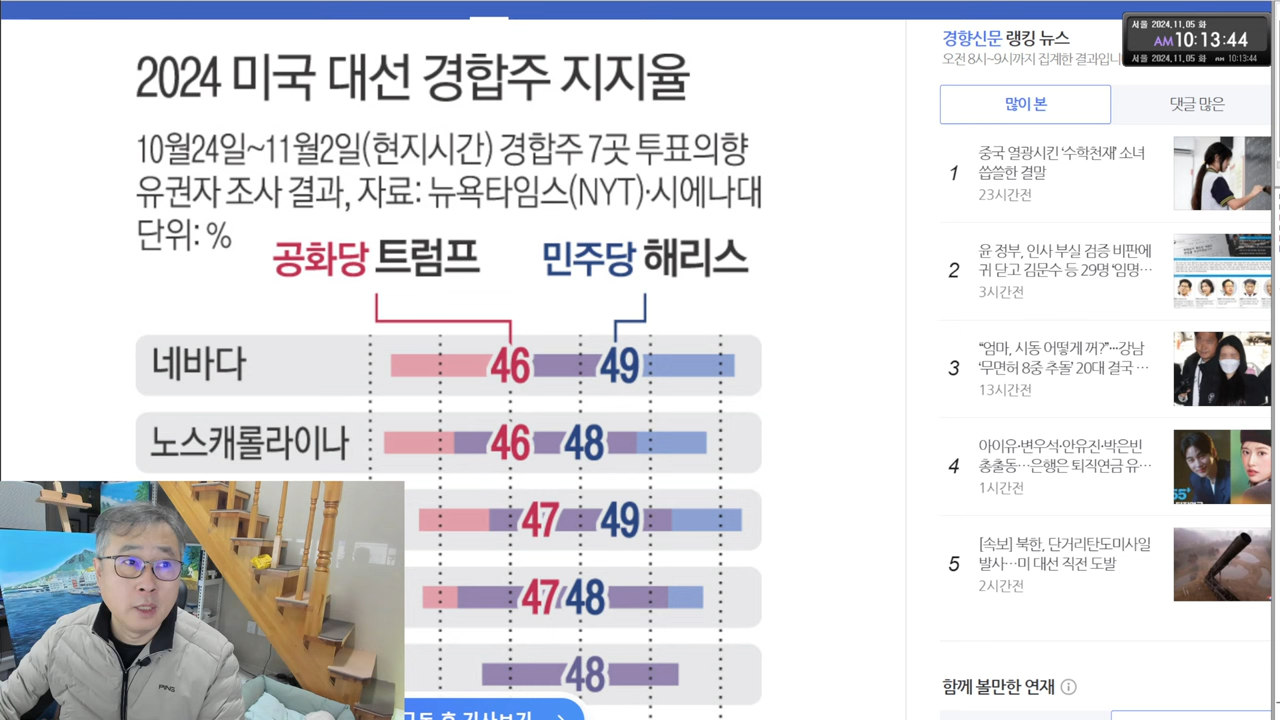 2024 미국 대선 경합주 지지율
10월24일~11월2일(현지시간) 경합주 7곳 투표의향
유권자 조사 결과, 자료: 뉴욕타임스(NYT)·시에나대
단위: %
공화당 트럼프 민주당 해리스
네바다 46 49
노스캐롤라이나 46 48
47 49
47 48
48
경향신문 랭킹 뉴스
오전 8시~9시까지 집계한 결과입니
많이 본 댓글 많은
1 중국 열광시킨 '수학천재' 소녀
씁쓸한 결말
23시간전
2 윤 정부, 인사 부실 검증 비판에
귀 닫고 김문수 등 29명 '임명…
3시간전
3 "엄마, 시동 어떻게 꺼?"…강남
'무면허 8중 추돌' 20대 결국 …
13시간전
4 아이유·변우석·안유진·박은빈
총출동…은행은 퇴직연금 유…
1시간전
5 [속보] 북한, 단거리탄도미사일
발사…미 대선 직전 도발
2시간전
함께 볼만한 연재
서울 2024.11.05 화
AM 10:13:44
서울 2024.11.05 화 AM 10:13:44
PING